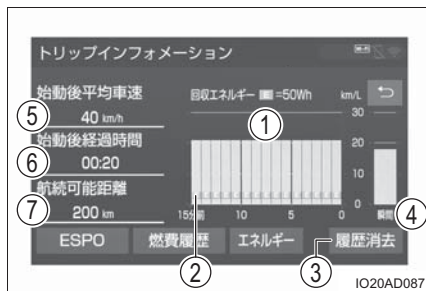 トリップインフォメーション
始動後平均車速
回収エネルギー =50Wh
km/L
⑤
40 km/h
30
①
始動後経過時間
20
⑥
00:20
航続可能距離
10
⑦
200 km
④
15分前
10
5
0
0
瞬間
ESPO
燃費履歴
エネルギー
履歴消去
②
③
IO20AD087